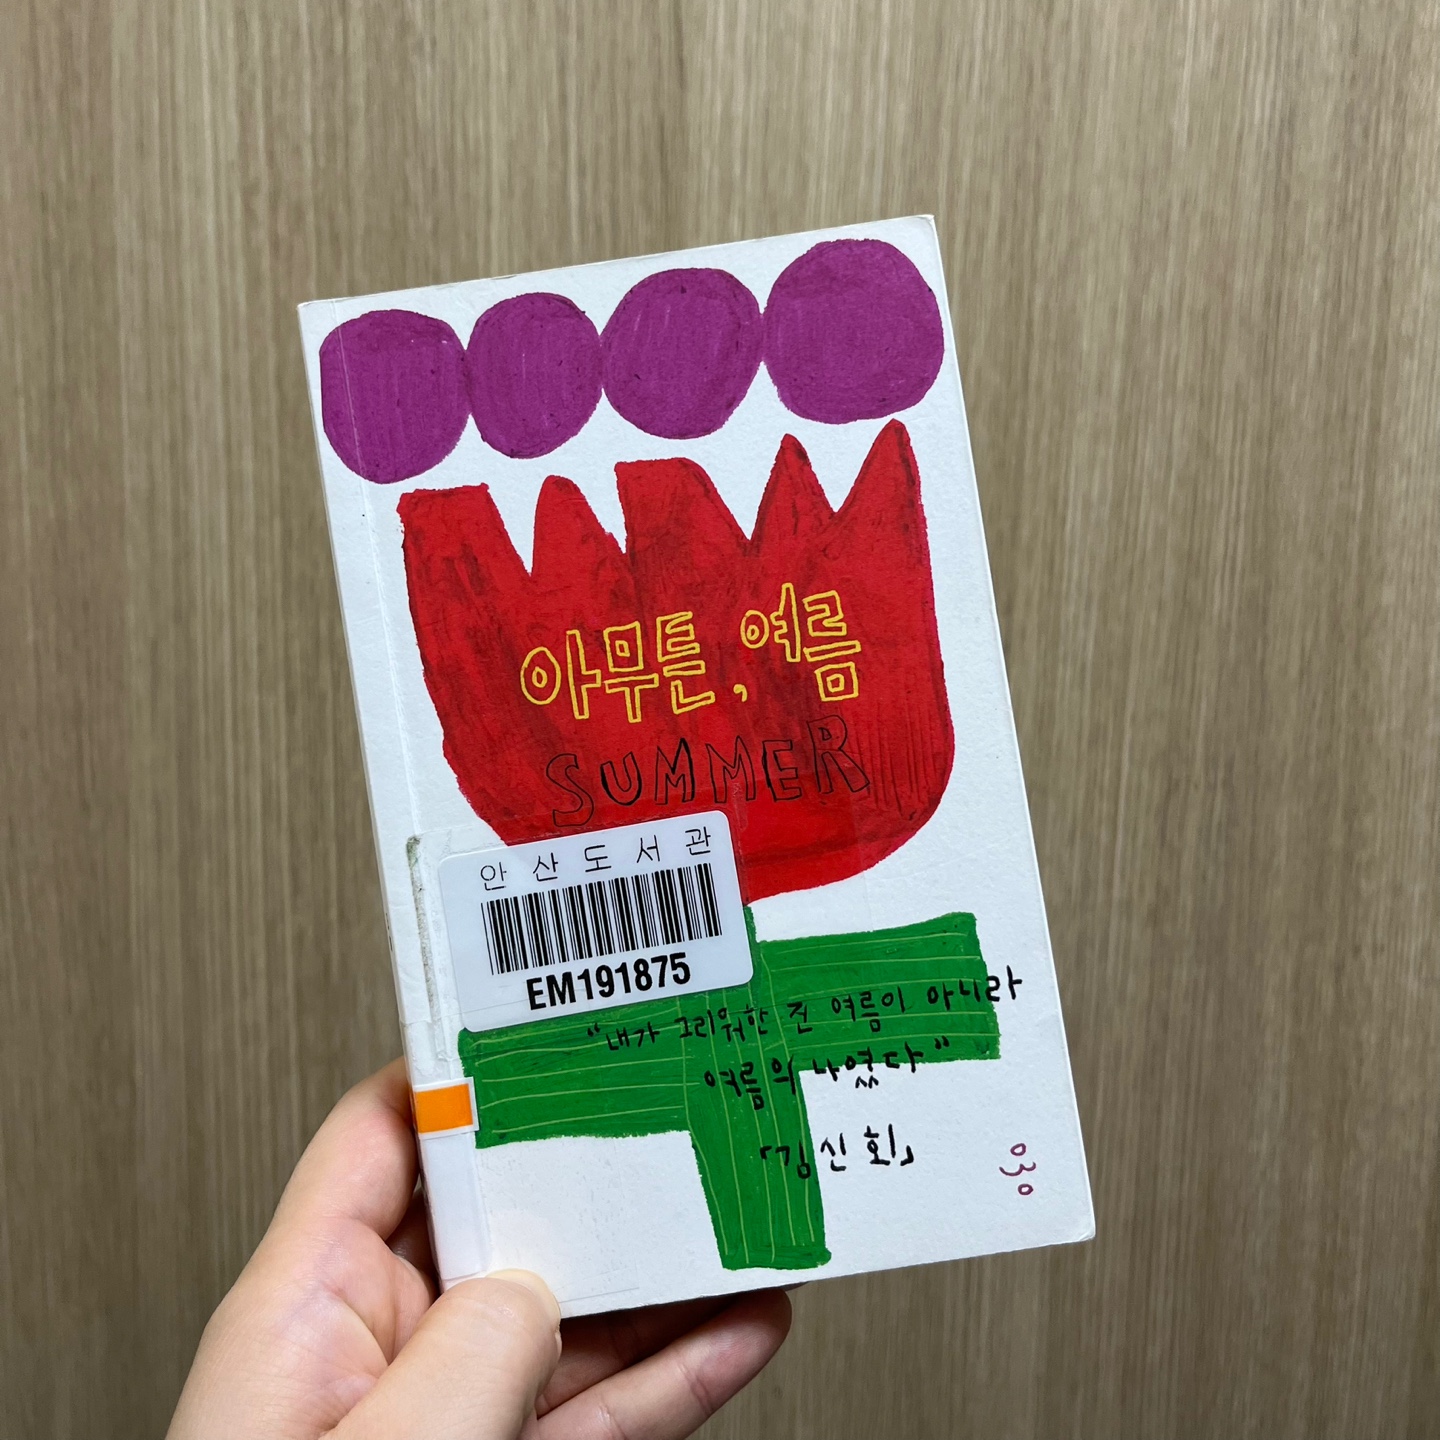 아무튼, 여름
SUMMER
안산도서관
EM191875
"내가 그리워한 건 여름이 아니라
여름의 나였다"
「김신회」